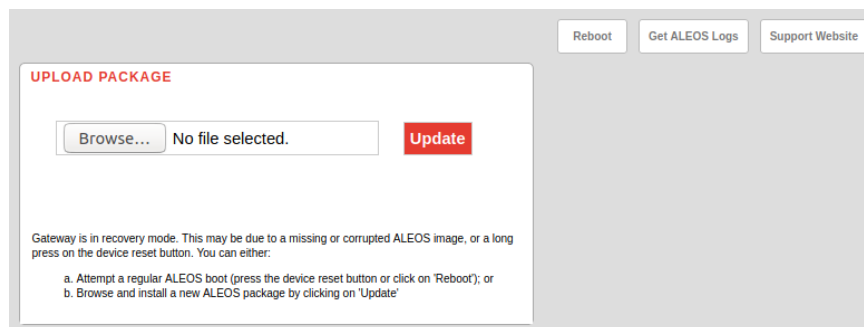 Reboot Get ALEOS Logs Support Website
UPLOAD PACKAGE
Browse... No file selected. Update
Gateway is in recovery mode. This may be due to a missing or corrupted ALEOS image, or a long
press on the device reset button. You can either:
a. Attempt a regular ALEOS boot (press the device reset button or click on 'Reboot'); or
b. Browse and install a new ALEOS package by clicking on 'Update'